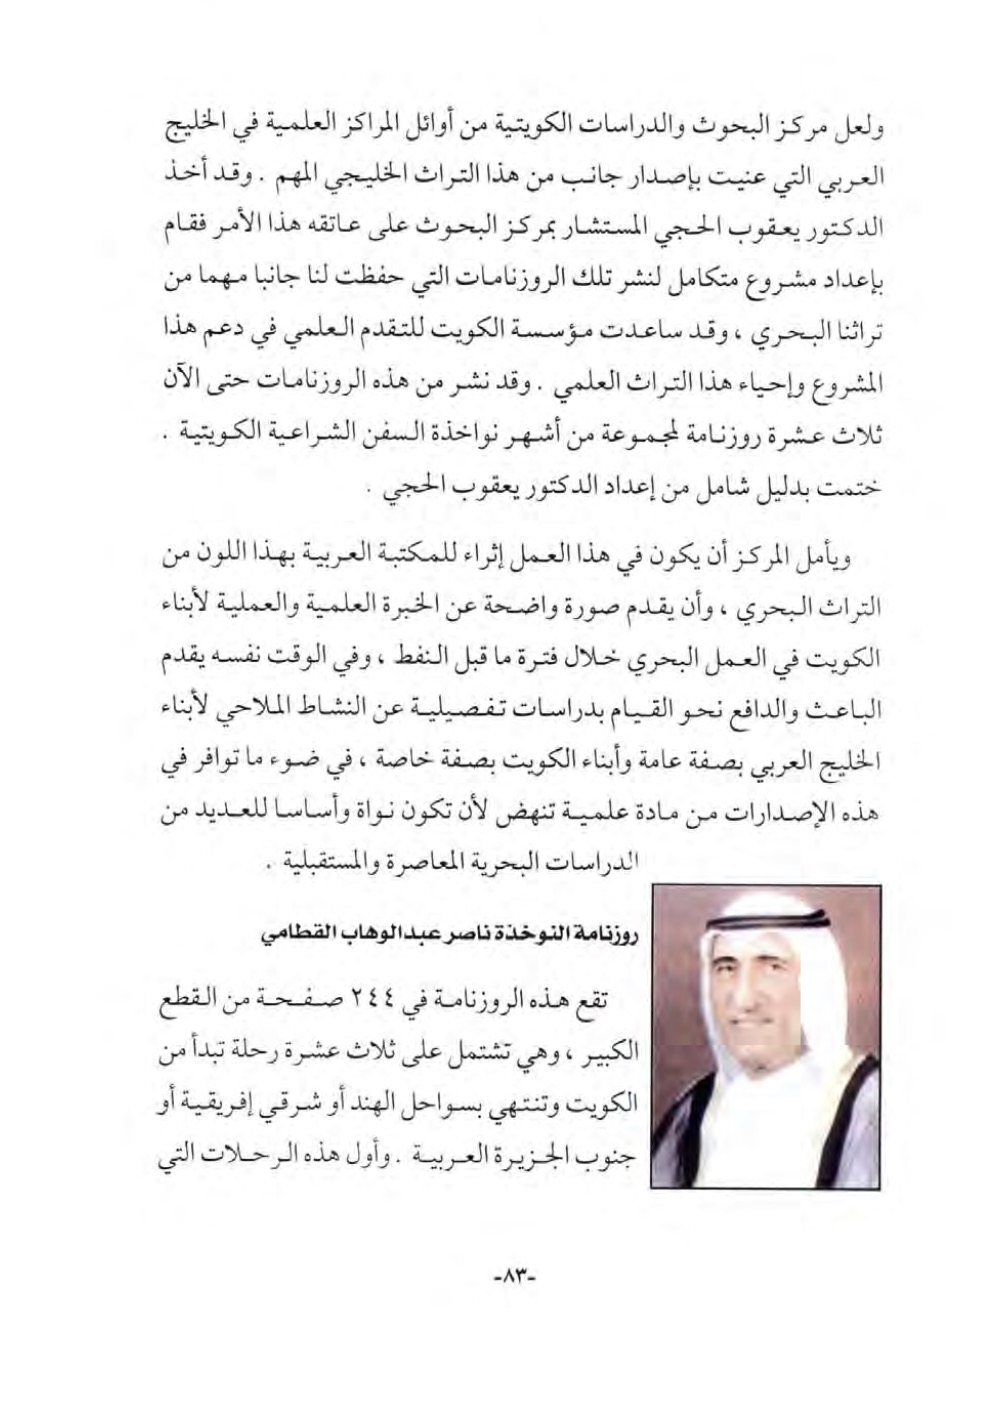 ولعل مركز البحوث والدراسات الكويتية من أوائل المراكز العلمية في الخليج
العربي التي عنيت بإصدار جانب من هذا التراث الخليجي المهم . وقد أخذ
الدكتور يعقوب الحجي المستشار بمركز البحوث على عاتقه هذا الأمر فقام
بإعداد مشروع متكامل لنشر تلك الروزنامات التي حفظت لنا جانبا مهما من
تراثنا البحري ، وقد ساعدت مؤسسة الكويت للتقدم العلمي في دعم هذا
المشروع وإحياء هذا التراث العلمي . وقد نشر من هذه الروزنامات حتى الآن
ثلاث عشرة روزنامة لمجموعة من أشهر نواخذة السفن الشراعية الكويتية .
ختمت بدليل شامل من إعداد الدكتور يعقوب الحجي .
ويأمل المركز أن يكون في هذا العمل إثراء للمكتبة العربية بهذا اللون من
التراث البحري ، وأن يقدم صورة واضحة عن الخبرة العلمية والعملية لأبناء
الكويت في العمل البحري خلال فترة ما قبل النفط ، وفي الوقت نفسه يقدم
الباعث والدافع نحو القيام بدراسات تفصيلية عن النشاط الملاحي لأبناء
الخليج العربي بصفة عامة وأبناء الكويت بصفة خاصة ، في ضوء ما توافر في
هذه الإصدارات من مادة علمية تنهض لأن تكون نواة وأساسا للعديد من
الدراسات البحرية المعاصرة والمستقبلية .
روزنامة النوخذة ناصر عبدالوهاب القطامي
تقع هذه الروزنامة في ٢٤٤ صفحة من القطع
الكبير ، وهي تشتمل على ثلاث عشرة رحلة تبدأ من
الكويت وتنتهي بسواحل الهند أو شرقي إفريقية أو
جنوب الجزيرة العربية . وأول هذه الرحلات التي
-٨٣-